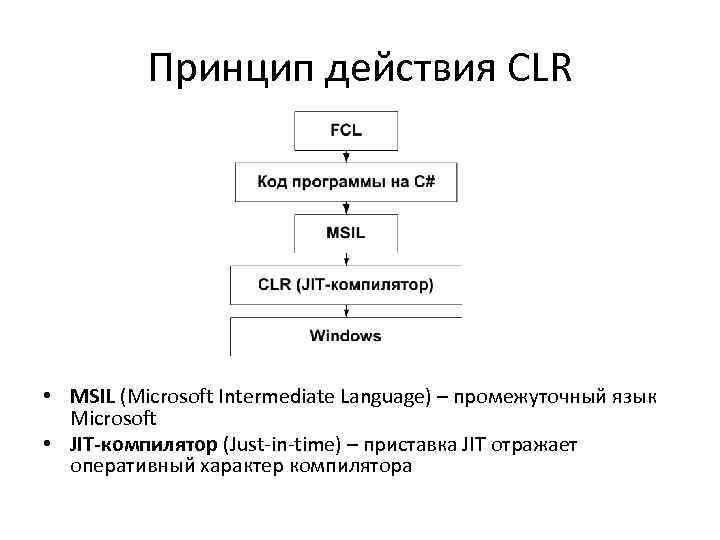 Принцип действия CLR
FCL
Код программы на C#
MSIL
CLR (JIT-компилятор)
Windows
• MSIL (Microsoft Intermediate Language) – промежуточный язык
Microsoft
• JIT-компилятор (Just-in-time) – приставка JIT отражает
оперативный характер компилятора